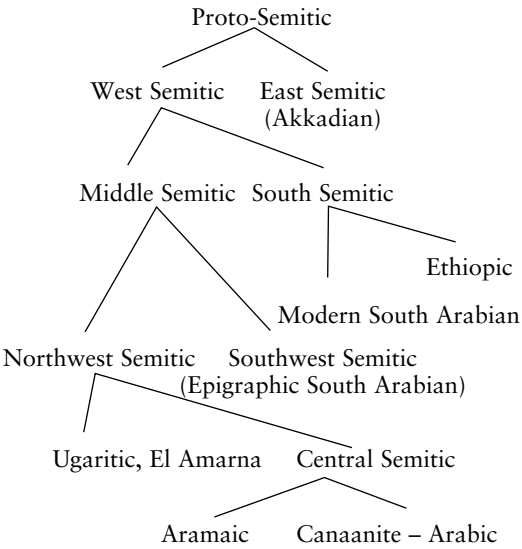 Proto-Semitic
West Semitic East Semitic
(Akkadian)
Middle Semitic South Semitic
Ethiopic
Modern South Arabian
Northwest Semitic Southwest Semitic
(Epigraphic South Arabian)
Ugaritic, El Amarna Central Semitic
Aramaic Canaanite – Arabic